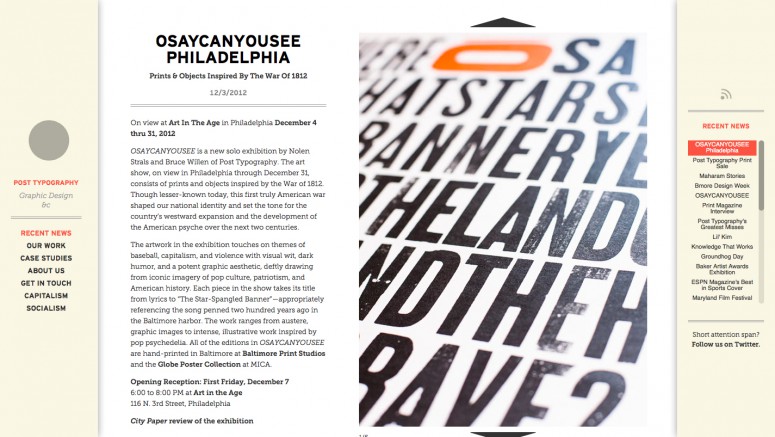 POST TYPOGRAPHY
Graphic Design
&c
RECENT NEWS
OUR WORK
CASE STUDIES
ABOUT US
GET IN TOUCH
CAPITALISM
SOCIALISM
OSAYCANYOUSEE
PHILADELPHIA
Prints & Objects Inspired By The War Of 1812
12/3/2012
On view at Art In The Age in Philadelphia December 4
thru 31, 2012
OSAYCANYOUSEE is a new solo exhibition by Nolen
Strals and Bruce Willen of Post Typography. The art
show, on view in Philadelphia through December 31,
consists of prints and objects inspired by the War of 1812.
Though lesser-known today, this first truly American war
shaped our national identity and set the tone for the
country's westward expansion and the development of
the American psyche over the next two centuries.
The artwork in the exhibition touches on themes of
baseball, capitalism, and violence with visual wit, dark
humor, and a potent graphic aesthetic, deftly drawing
from iconic imagery of pop culture, patriotism, and
American history. Each piece in the show takes its title
from lyrics to "The Star-Spangled Banner"—appropriately
referencing the song penned two hundred years ago in
the Baltimore harbor. The work ranges from austere,
graphic images to intense, illustrative work inspired by
pop psychedelia. All of the editions in OSAYCANYOUSEE
are hand-printed in Baltimore at Baltimore Print Studios
and the Globe Poster Collection at MICA.
Opening Reception: First Friday, December 7
6:00 to 8:00 PM at Art in the Age
116 N. 3rd Street, Philadelphia
City Paper review of the exhibition
ERE O SA
HATSTARS
BANNERYE
THELAND
NDTHEH
RAVE?
1/5
RECENT NEWS
OSAYCANYOUSEE
Philadelphia
Post Typography Print
Sale
Maharam Stories
Bmore Design Week
OSAYCANYOUSEE
Print Magazine
Interview
Post Typography's
Greatest Misses
Lil' Kim
Knowledge That Works
Groundhog Day
Baker Artist Awards
Exhibition
ESPN Magazine's Best
in Sports Cover
Maryland Film Festival
Short attention span?
Follow us on Twitter.